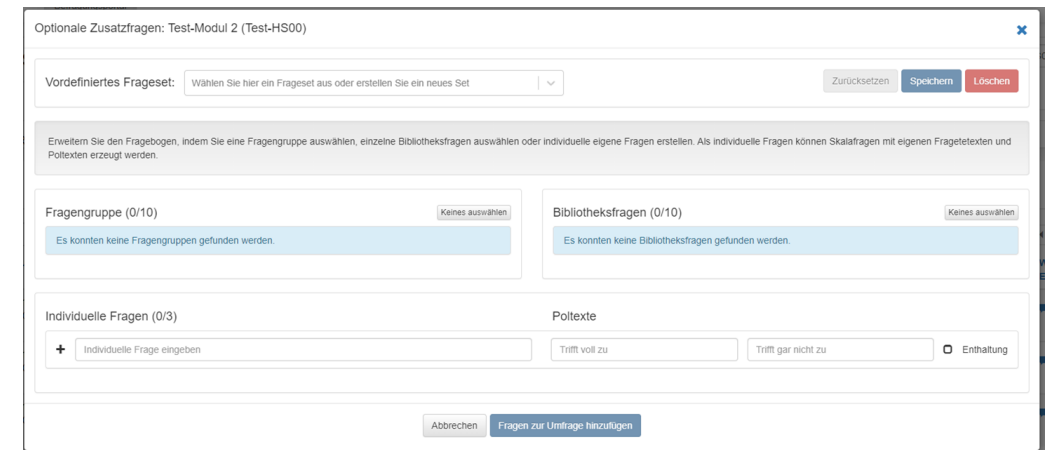 Optionale Zusatzfragen: Test-Modul 2 (Test-HS00)
Vordefiniertes Frageset: Wählen Sie hier ein Frageset aus oder erstellen Sie ein neues Set Zurücksetzen Speichern Löschen
Erweitern Sie den Fragebogen, indem Sie eine Fragengruppe auswählen, einzelne Bibliotheksfragen auswählen oder individuelle eigene Fragen erstellen. Als individuelle Fragen können Skalafragen mit eigenen Fragetetexten und
Poltexten erzeugt werden.
Fragengruppe (0/10) Keines auswählen
Es konnten keine Fragengruppen gefunden werden.
Bibliotheksfragen (0/10) Keines auswählen
Es konnten keine Bibliotheksfragen gefunden werden.
Individuelle Fragen (0/3) Poltexte
Individuelle Frage eingeben Trifft voll zu Trifft gar nicht zu Enthaltung
Abbrechen Fragen zur Umfrage hinzufügen